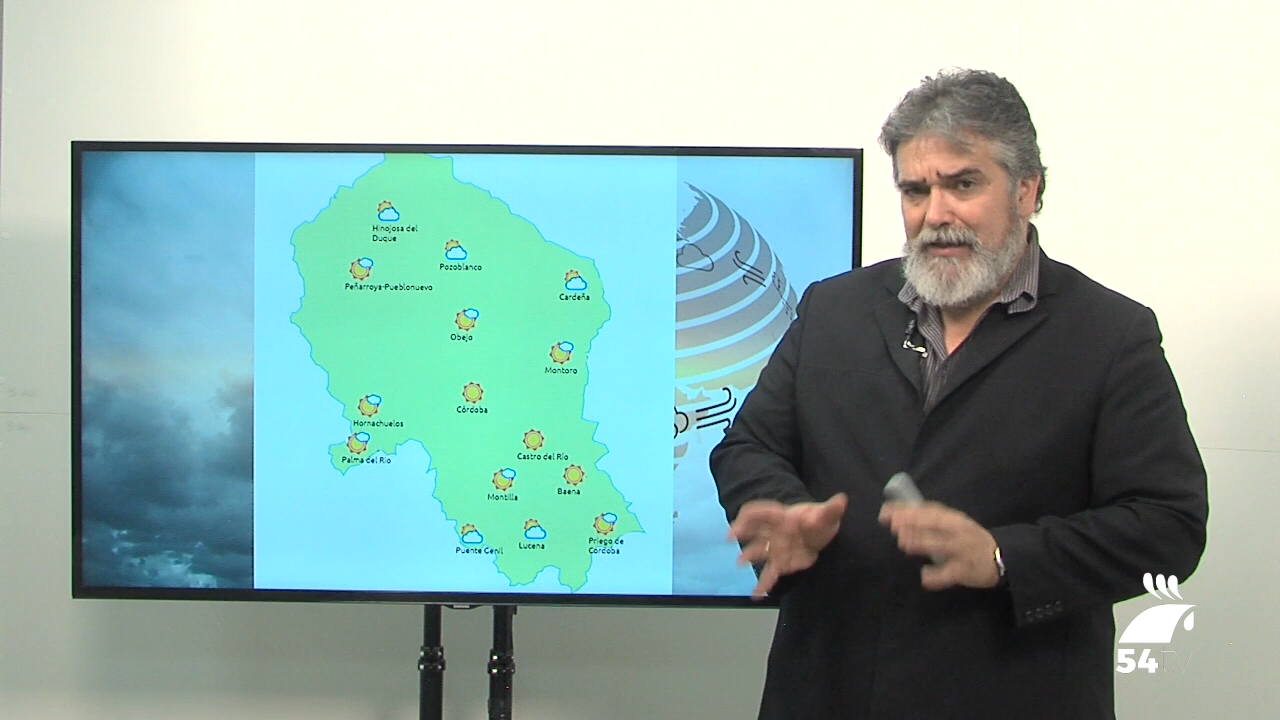 Hinojosa del
Duque
Pozoblanco
Peñarroya-Pueblonuevo
Cardeña
Obejo
Montoro
Córdoba
Hornachuelos
Castro del Río
Palma del Río
Baena
Montilla
Puente Genil
Lucena
Priego de
Córdoba
54TV